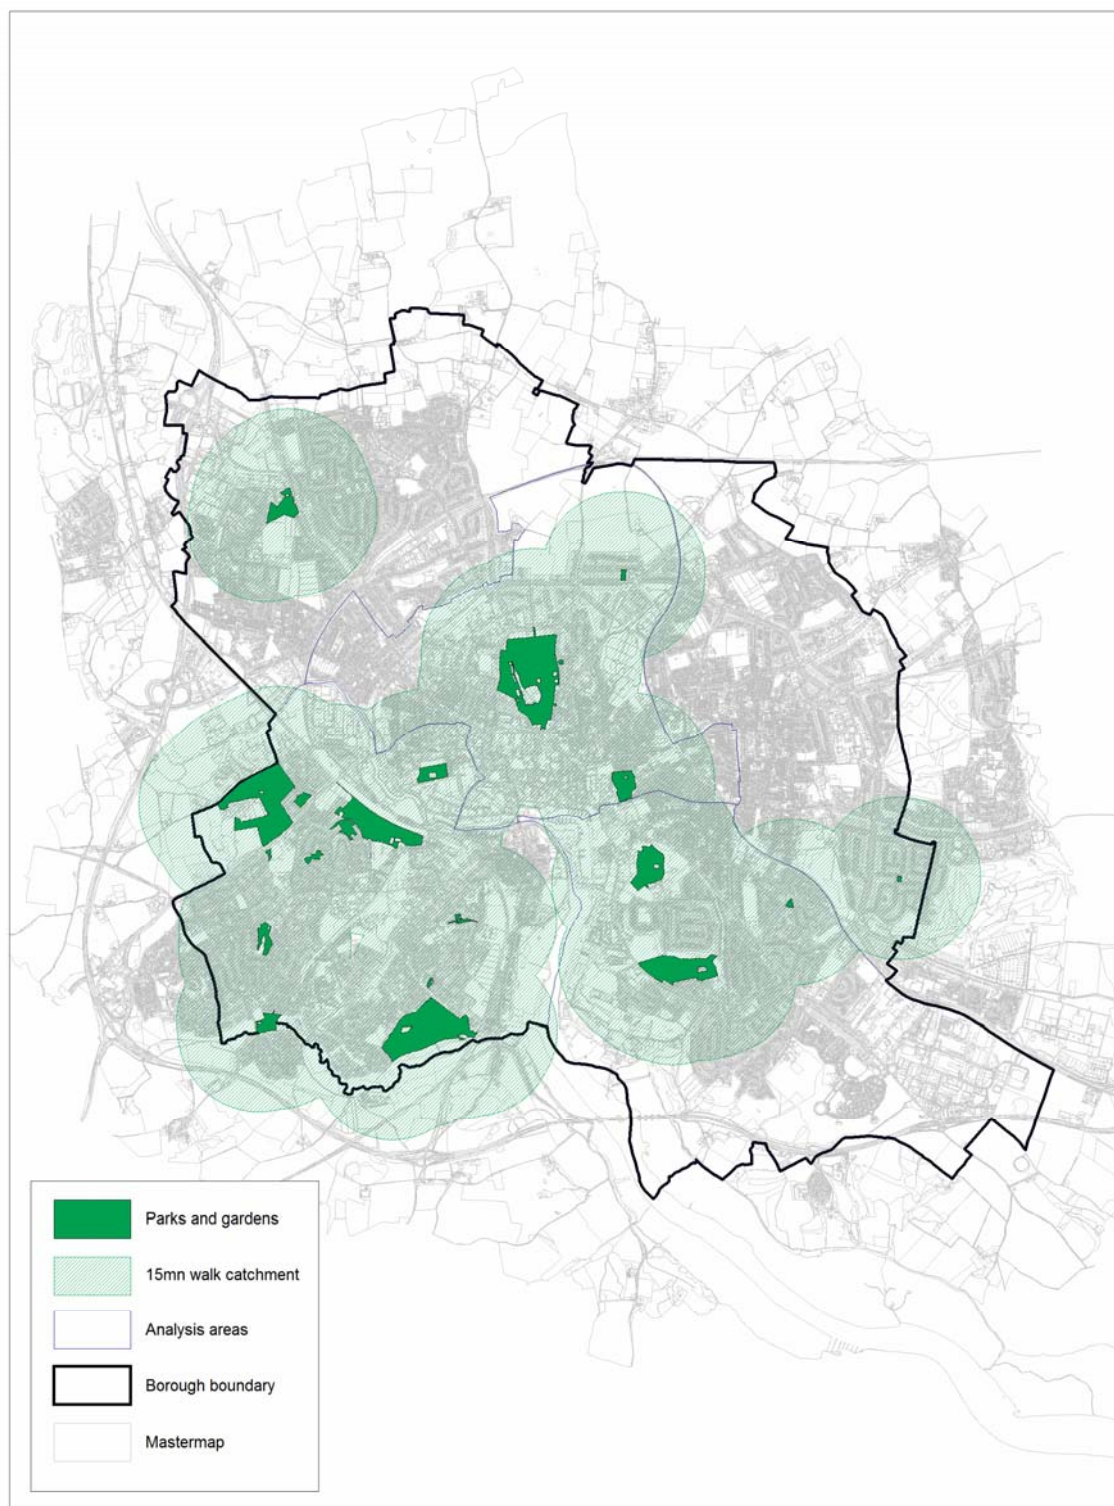 Parks and gardens
15mn walk catchment
Analysis areas
Borough boundary
Mastermap